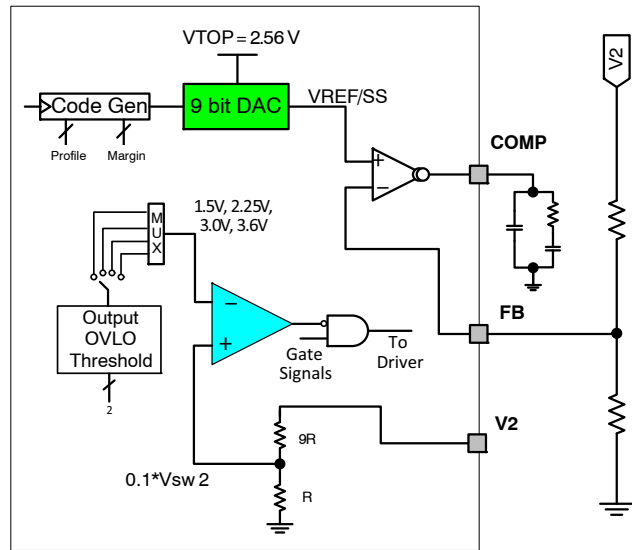 VTOP = 2.56 V
V2
Code Gen
9 bit DAC
VREF/SS
Profile
Margin
COMP
+
−
1.5V, 2.25V,
3.0V, 3.6V
M
U
X
Output
OVLO
Threshold
2
−
+
FB
Gate
Signals
To
Driver
V2
9R
0.1*Vsw 2
R